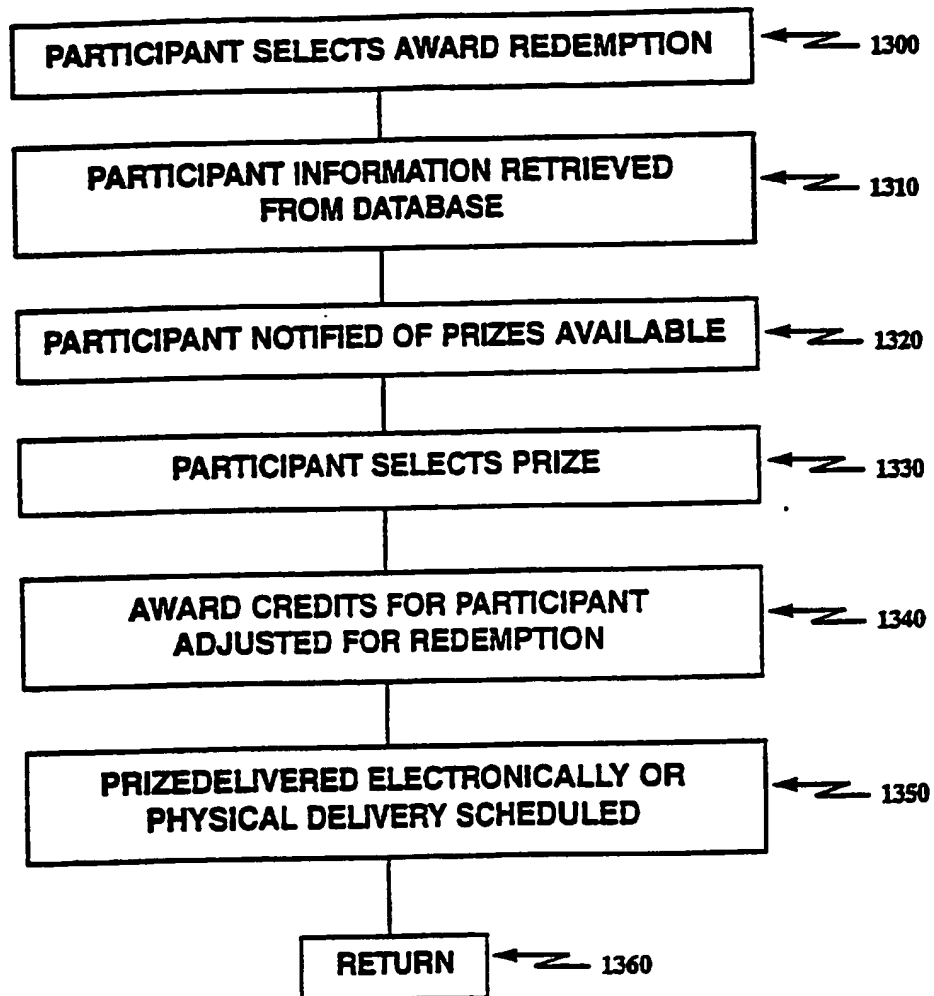 PARTICIPANT SELECTS AWARD REDEMPTION
1300
PARTICIPANT INFORMATION RETRIEVED
FROM DATABASE
1310
PARTICIPANT NOTIFIED OF PRIZES AVAILABLE
1320
PARTICIPANT SELECTS PRIZE
1330
AWARD CREDITS FOR PARTICIPANT
ADJUSTED FOR REDEMPTION
1340
PRIZEDELIVERED ELECTRONICALLY OR
PHYSICAL DELIVERY SCHEDULED
1350
RETURN
1360